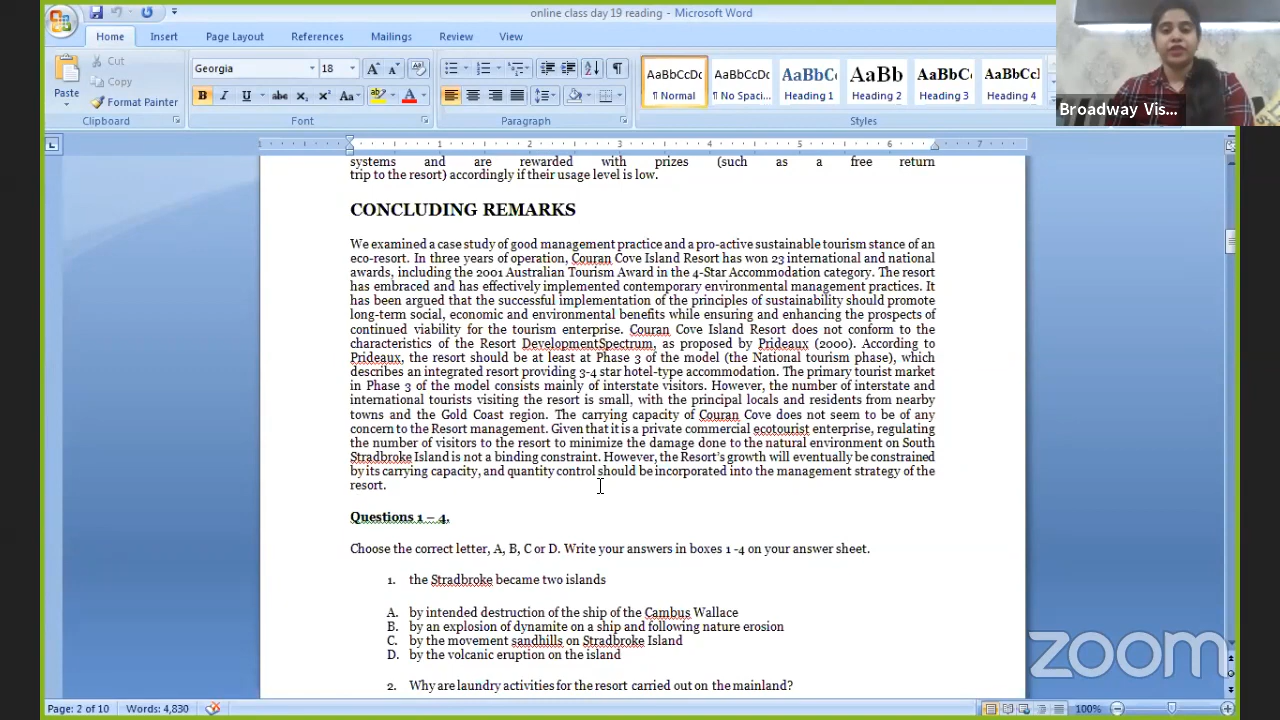 online class day 19 reading - Microsoft Word
Home Insert Page Layout References Mailings Review View
Paste
Cut
Copy
Format Painter
Clipboard
Georgia 18
Font
Paragraph
AaBbCcDc AaBbCcDc AaBbCc AaBb AaBbC AaBbCc
¶ Normal ¶ No Spaci... Heading 1 Heading 2 Heading 3 Heading 4
Styles
Broadway Vis...
systems and are rewarded with prizes (such as a free return
trip to the resort) accordingly if their usage level is low.
CONCLUDING REMARKS
We examined a case study of good management practice and a pro-active sustainable tourism stance of an
eco-resort. In three years of operation, Couran Cove Island Resort has won 23 international and national
awards, including the 2001 Australian Tourism Award in the 4-Star Accommodation category. The resort
has embraced and has effectively implemented contemporary environmental management practices. It
has been argued that the successful implementation of the principles of sustainability should promote
long-term social, economic and environmental benefits while ensuring and enhancing the prospects of
continued viability for the tourism enterprise. Couran Cove Island Resort does not conform to the
characteristics of the Resort DevelopmentSpectrum, as proposed by Prideaux (2000). According to
Prideaux, the resort should be at least at Phase 3 of the model (the National tourism phase), which
describes an integrated resort providing 3-4 star hotel-type accommodation. The primary tourist market
in Phase 3 of the model consists mainly of interstate visitors. However, the number of interstate and
international tourists visiting the resort is small, with the principal locals and residents from nearby
towns and the Gold Coast region. The carrying capacity of Couran Cove does not seem to be of any
concern to the Resort management. Given that it is a private commercial ecotourist enterprise, regulating
the number of visitors to the resort to minimize the damage done to the natural environment on South
Stradbroke Island is not a binding constraint. However, the Resort's growth will eventually be constrained
by its carrying capacity, and quantity control should be incorporated into the management strategy of the
resort.
Questions 1 – 4,
Choose the correct letter, A, B, C or D. Write your answers in boxes 1 -4 on your answer sheet.
1. the Stradbroke became two islands
A. by intended destruction of the ship of the Cambus Wallace
B. by an explosion of dynamite on a ship and following nature erosion
C. by the movement sandhills on Stradbroke Island
D. by the volcanic eruption on the island
2. Why are laundry activities for the resort carried out on the mainland?
zoom
Page: 2 of 10 Words: 4,830 100%